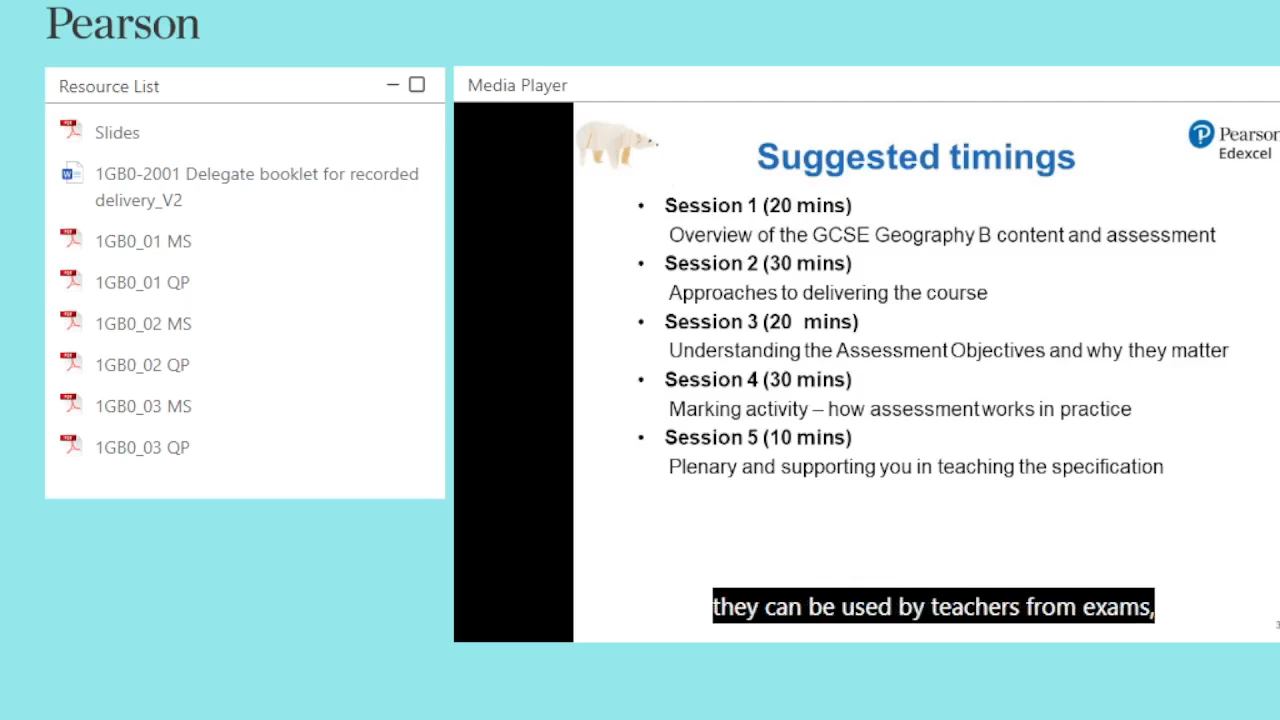 Pearson
Resource List
Slides
1GB0-2001 Delegate booklet for recorded
delivery_V2
1GB0_01 MS
1GB0_01 QP
1GB0_02 MS
1GB0_02 QP
1GB0_03 MS
1GB0_03 QP
Media Player
Pearson
Edexcel
Suggested timings
• Session 1 (20 mins)
Overview of the GCSE Geography B content and assessment
• Session 2 (30 mins)
Approaches to delivering the course
• Session 3 (20 mins)
Understanding the Assessment Objectives and why they matter
• Session 4 (30 mins)
Marking activity – how assessment works in practice
• Session 5 (10 mins)
Plenary and supporting you in teaching the specification
they can be used by teachers from exams,